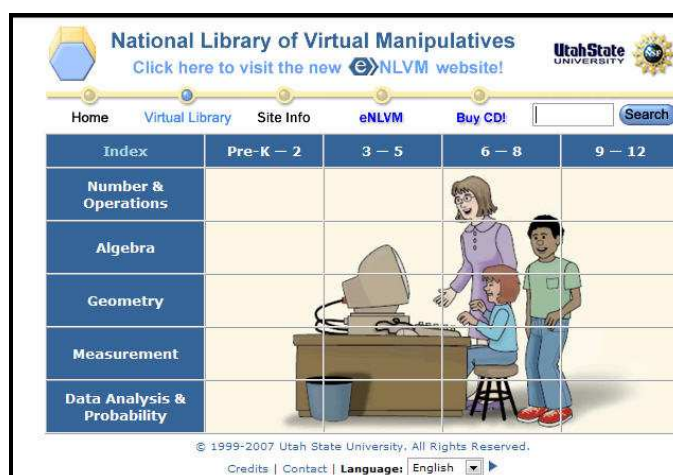 National Library of Virtual Manipulatives
Click here to visit the new e NLVM website!
UtahState
UNIVERSITY
NSF
Home Virtual Library Site Info eNLVM Buy CD! Search
Index Pre-K — 2 3 — 5 6 — 8 9 — 12
Number &
Operations
Algebra
Geometry
Measurement
Data Analysis &
Probability
© 1999-2007 Utah State University. All Rights Reserved.
Credits | Contact | Language: English